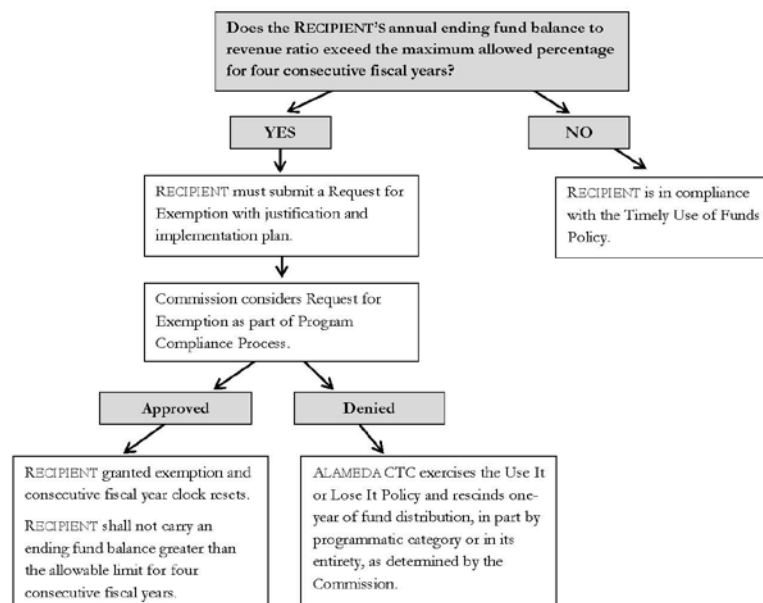 Does the RECIPIENT'S annual ending fund balance to
revenue ratio exceed the maximum allowed percentage
for four consecutive fiscal years?
YES
NO
RECIPIENT must submit a Request for
Exemption with justification and
implementation plan.
RECIPIENT is in compliance
with the Timely Use of Funds
Policy.
Commission considers Request for
Exemption as part of Program
Compliance Process.
Approved
Denied
RECIPIENT granted exemption and
consecutive fiscal year clock resets.
RECIPIENT shall not carry an
ending fund balance greater than
the allowable limit for four
consecutive fiscal years.
ALAMEDA CTC exercises the Use It
or Lose It Policy and rescinds one-
year of fund distribution, in part by
programmatic category or in its
entirety, as determined by the
Commission.